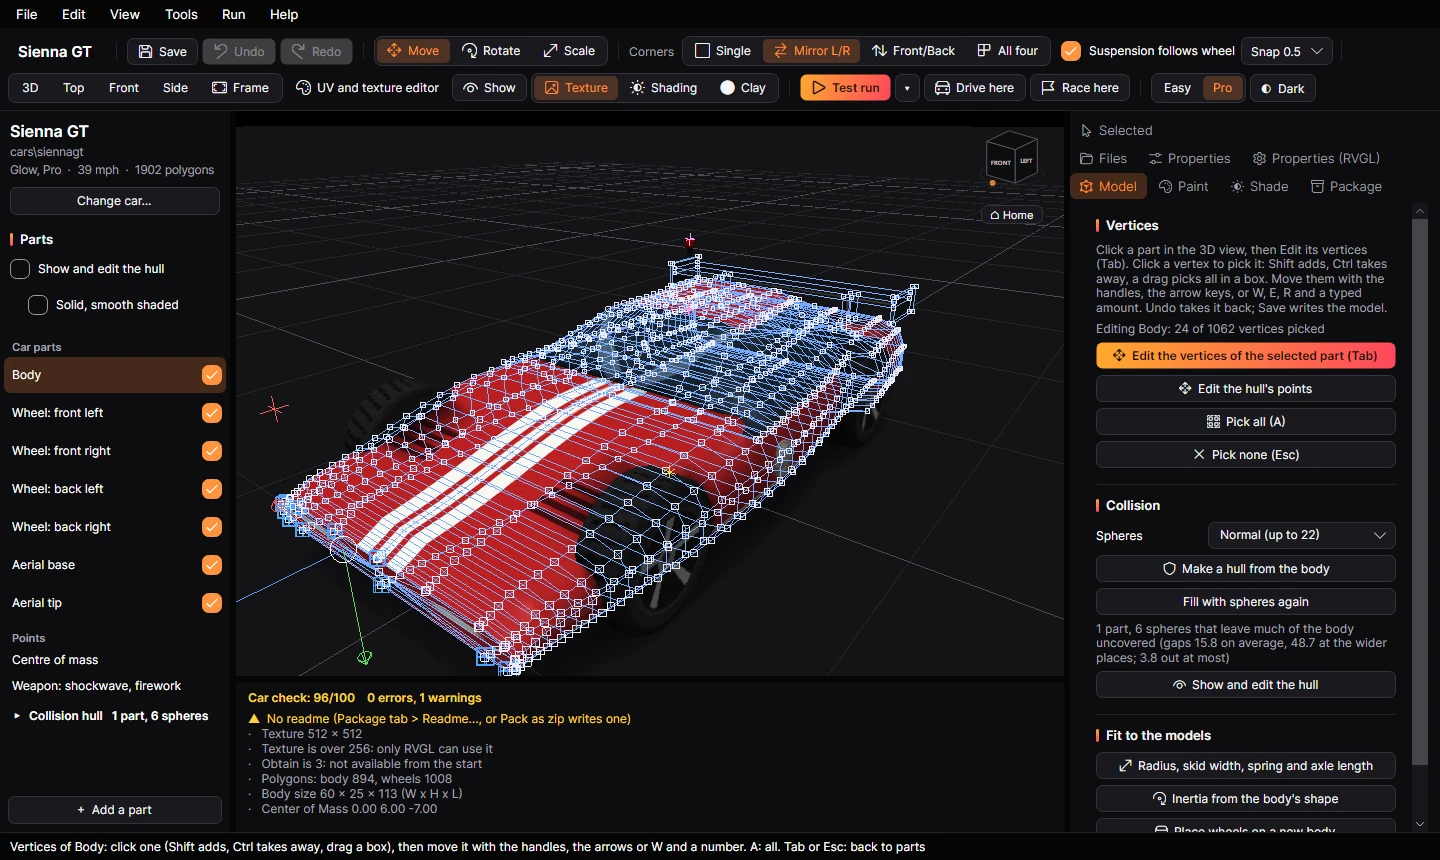 File Edit View Tools Run Help
Sienna GT Save Undo Redo Move Rotate Scale Corners Single Mirror L/R Front/Back All four Suspension follows wheel Snap 0.5
3D Top Front Side Frame UV and texture editor Show Texture Shading Clay Test run Drive here Race here Easy Pro Dark
Sienna GT
cars\siennagt
Glow, Pro · 39 mph · 1902 polygons
Change car...
Parts
Show and edit the hull
Solid, smooth shaded
Car parts
Body
Wheel: front left
Wheel: front right
Wheel: back left
Wheel: back right
Aerial base
Aerial tip
Points
Centre of mass
Weapon: shockwave, firework
Collision hull 1 part, 6 spheres
+ Add a part
FRONT LEFT
Home
Car check: 96/100 0 errors, 1 warnings
No readme (Package tab > Readme..., or Pack as zip writes one)
· Texture 512 × 512
· Texture is over 256: only RVGL can use it
· Obtain is 3: not available from the start
· Polygons: body 894, wheels 1008
· Body size 60 × 25 × 113 (W x H x L)
· Center of Mass 0.00 6.00 -7.00
Selected
Files Properties Properties (RVGL)
Model Paint Shade Package
Vertices
Click a part in the 3D view, then Edit its vertices
(Tab). Click a vertex to pick it: Shift adds, Ctrl takes
away, a drag picks all in a box. Move them with the
handles, the arrow keys, or W, E, R and a typed
amount. Undo takes it back; Save writes the model.
Editing Body: 24 of 1062 vertices picked
Edit the vertices of the selected part (Tab)
Edit the hull's points
Pick all (A)
Pick none (Esc)
Collision
Spheres Normal (up to 22)
Make a hull from the body
Fill with spheres again
1 part, 6 spheres that leave much of the body
uncovered (gaps 15.8 on average, 48.7 at the wider
places; 3.8 out at most)
Show and edit the hull
Fit to the models
Radius, skid width, spring and axle length
Inertia from the body's shape
Place wheels on a new body
Vertices of Body: click one (Shift adds, Ctrl takes away, drag a box), then move it with the handles, the arrows or W and a number. A: all. Tab or Esc: back to parts